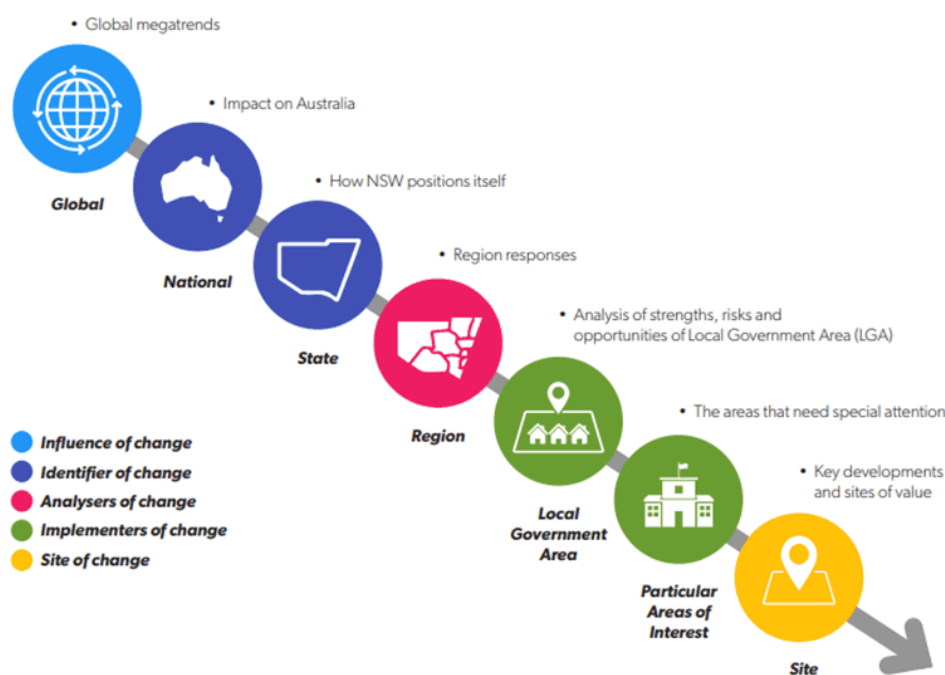 • Global megatrends
• Impact on Australia
Global
• How NSW positions itself
National
• Region responses
State
• Analysis of strengths, risks and
opportunities of Local Government Area (LGA)
Region
• The areas that need special attention
Local
Government
Area
• Key developments
and sites of value
Particular
Areas of
Interest
Site
Influence of change
Identifier of change
Analysers of change
Implementers of change
Site of change